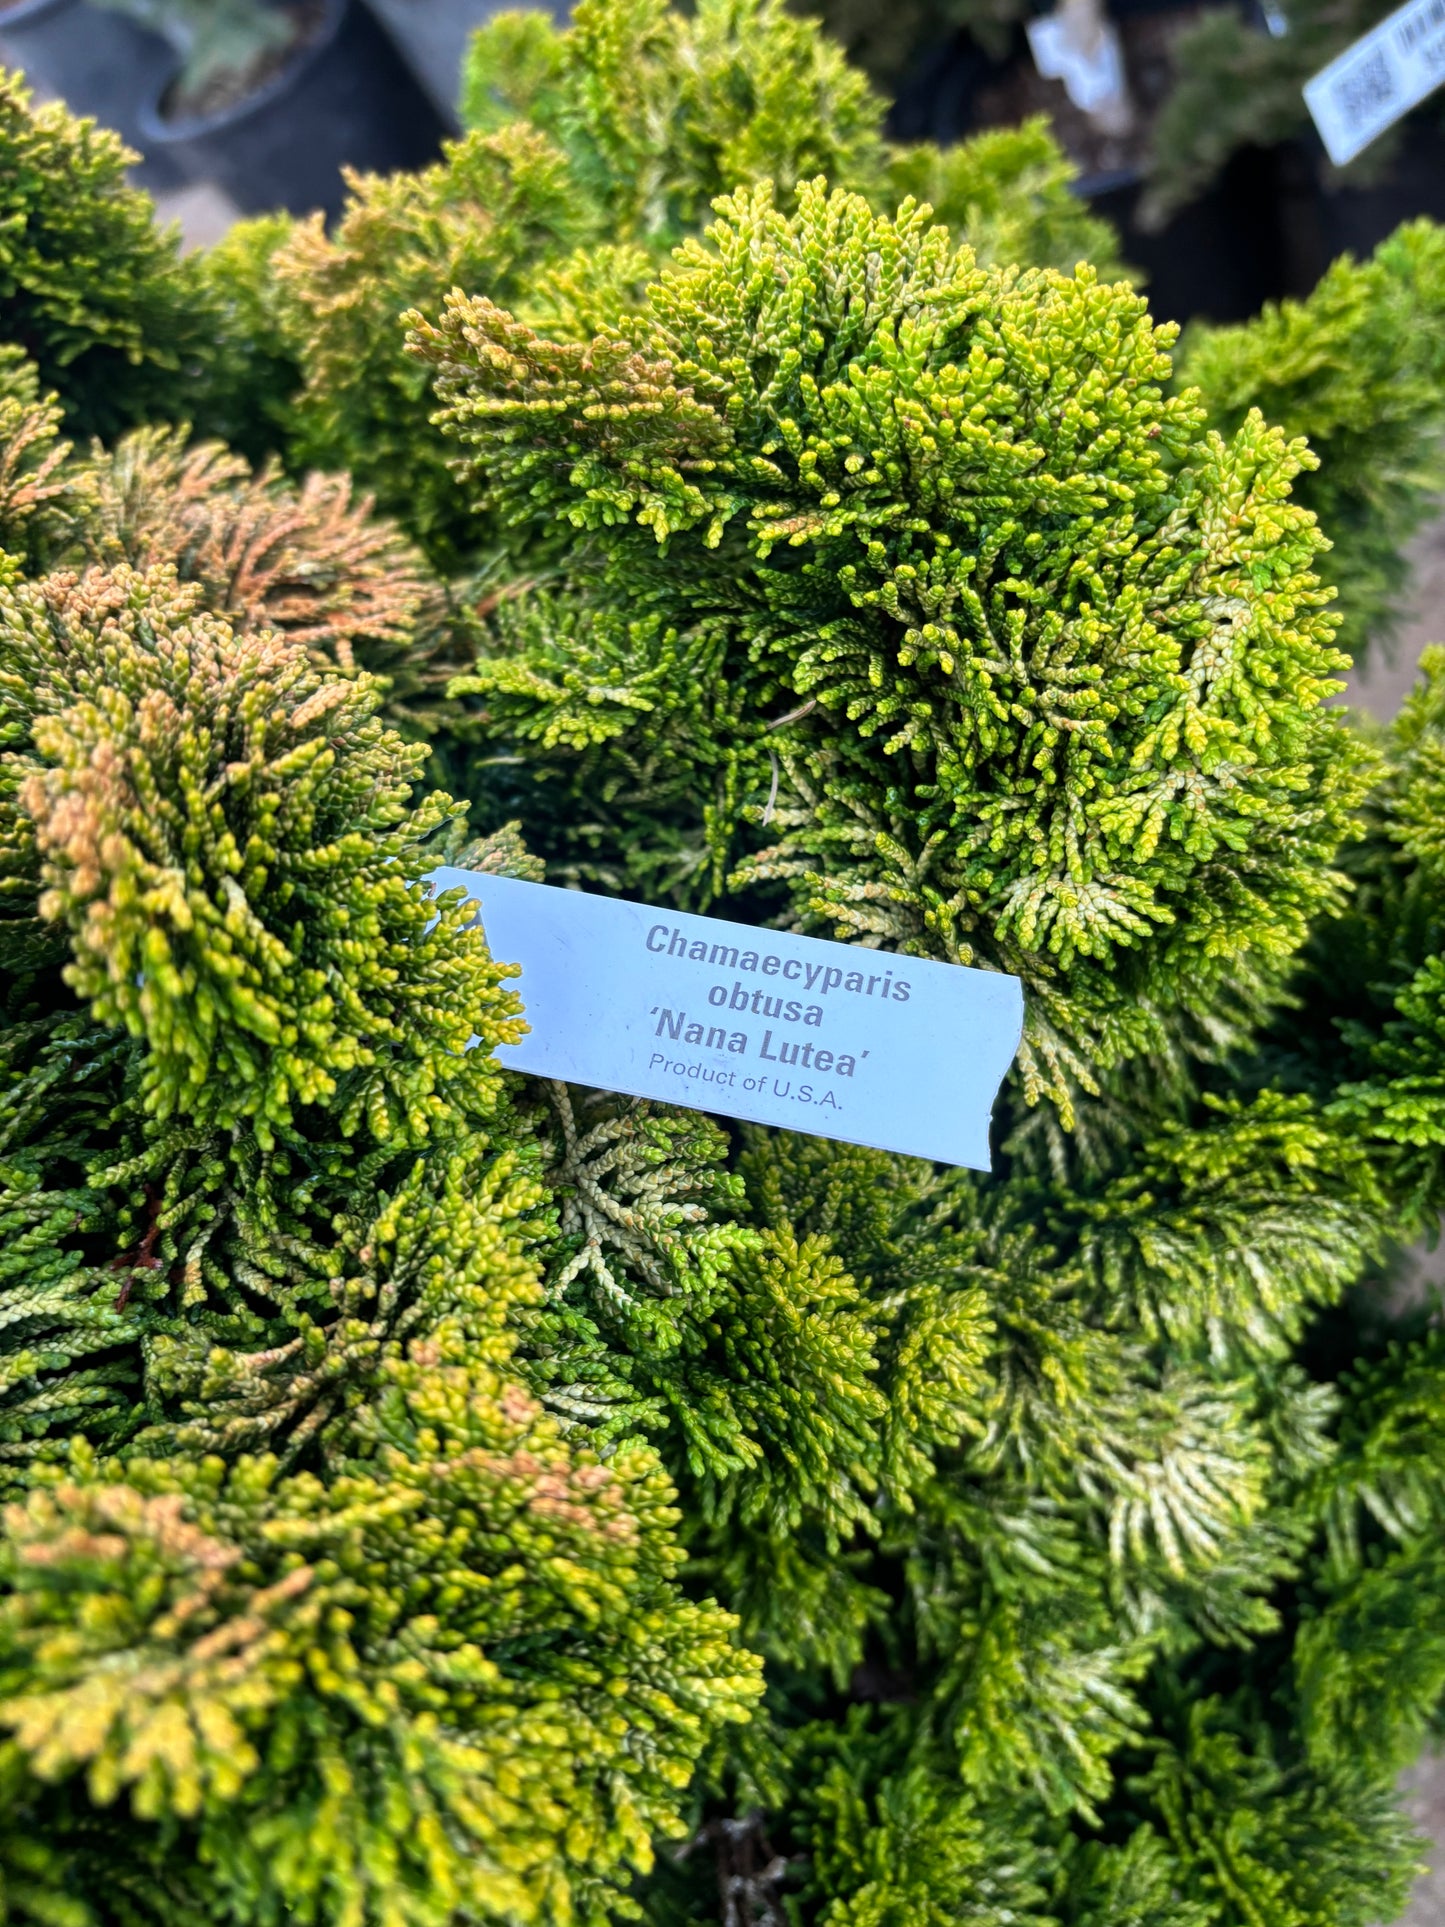 Chamaecyparis
obtusa
‘Nana Lutea’
Product of U.S.A.